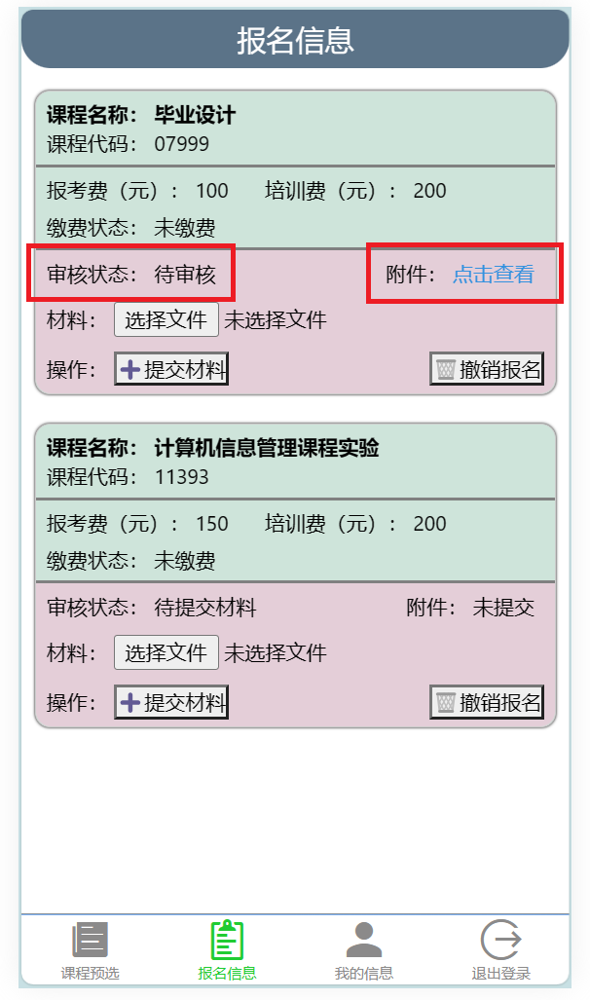 报名信息
课程名称： 毕业设计
课程代码： 07999
报考费（元）： 100 培训费（元）： 200
缴费状态： 未缴费
审核状态： 待审核 附件： 点击查看
材料： 选择文件 未选择文件
操作： 提交材料 撤销报名
课程名称： 计算机信息管理课程实验
课程代码： 11393
报考费（元）： 150 培训费（元）： 200
缴费状态： 未缴费
审核状态： 待提交材料 附件： 未提交
材料： 选择文件 未选择文件
操作： 提交材料 撤销报名
课程预选 报名信息 我的信息 退出登录